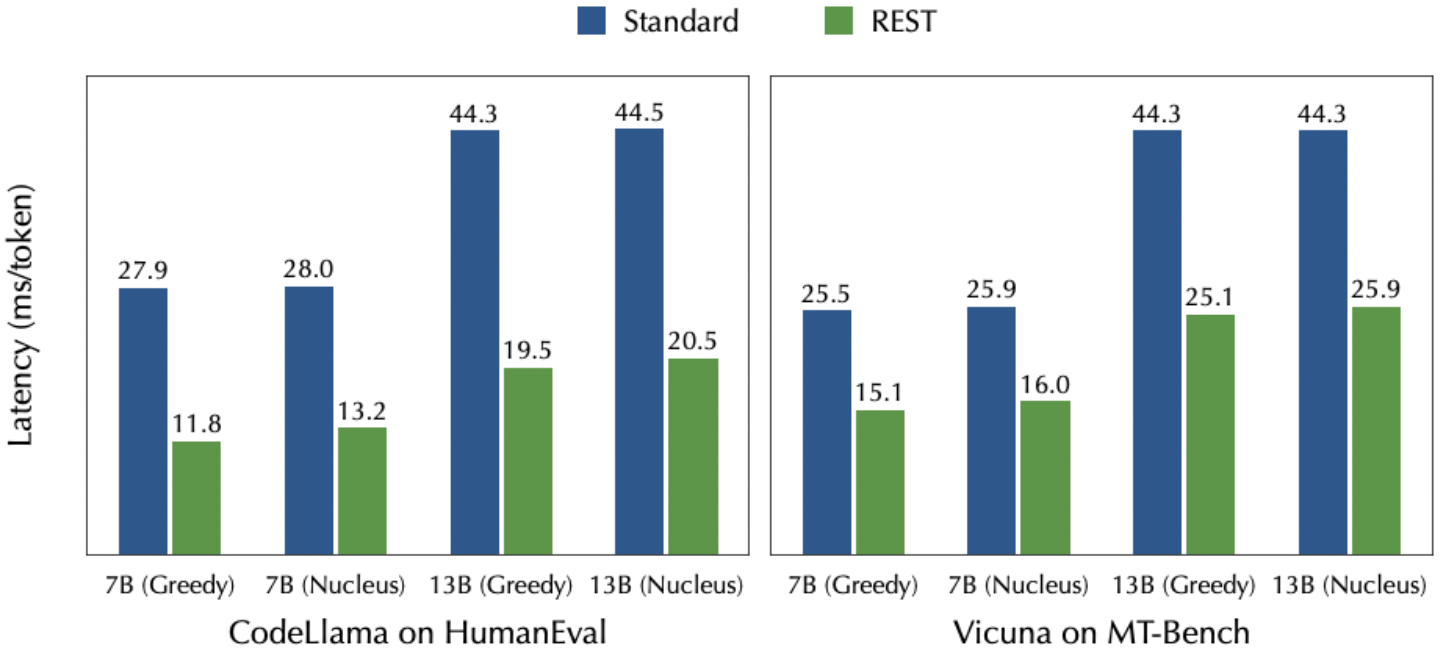 Standard REST
Latency (ms/token)
27.9 11.8 28.0 13.2 44.3 19.5 44.5 20.5
7B (Greedy) 7B (Nucleus) 13B (Greedy) 13B (Nucleus)
CodeLlama on HumanEval
25.5 15.1 25.9 16.0 44.3 25.1 44.3 25.9
7B (Greedy) 7B (Nucleus) 13B (Greedy) 13B (Nucleus)
Vicuna on MT-Bench